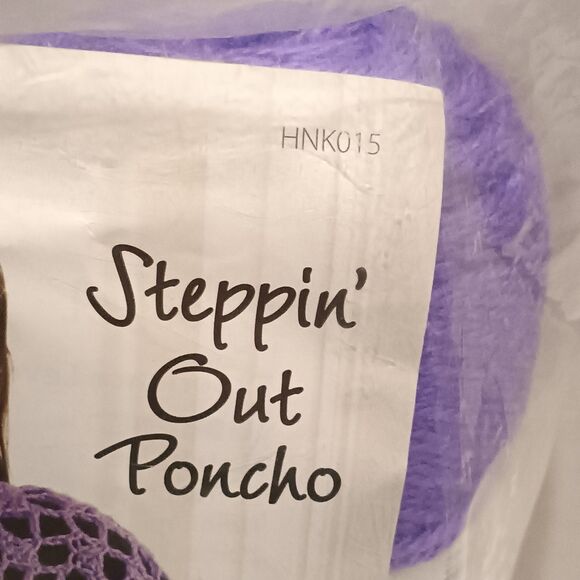 HNK015
Steppin'
Out
Poncho